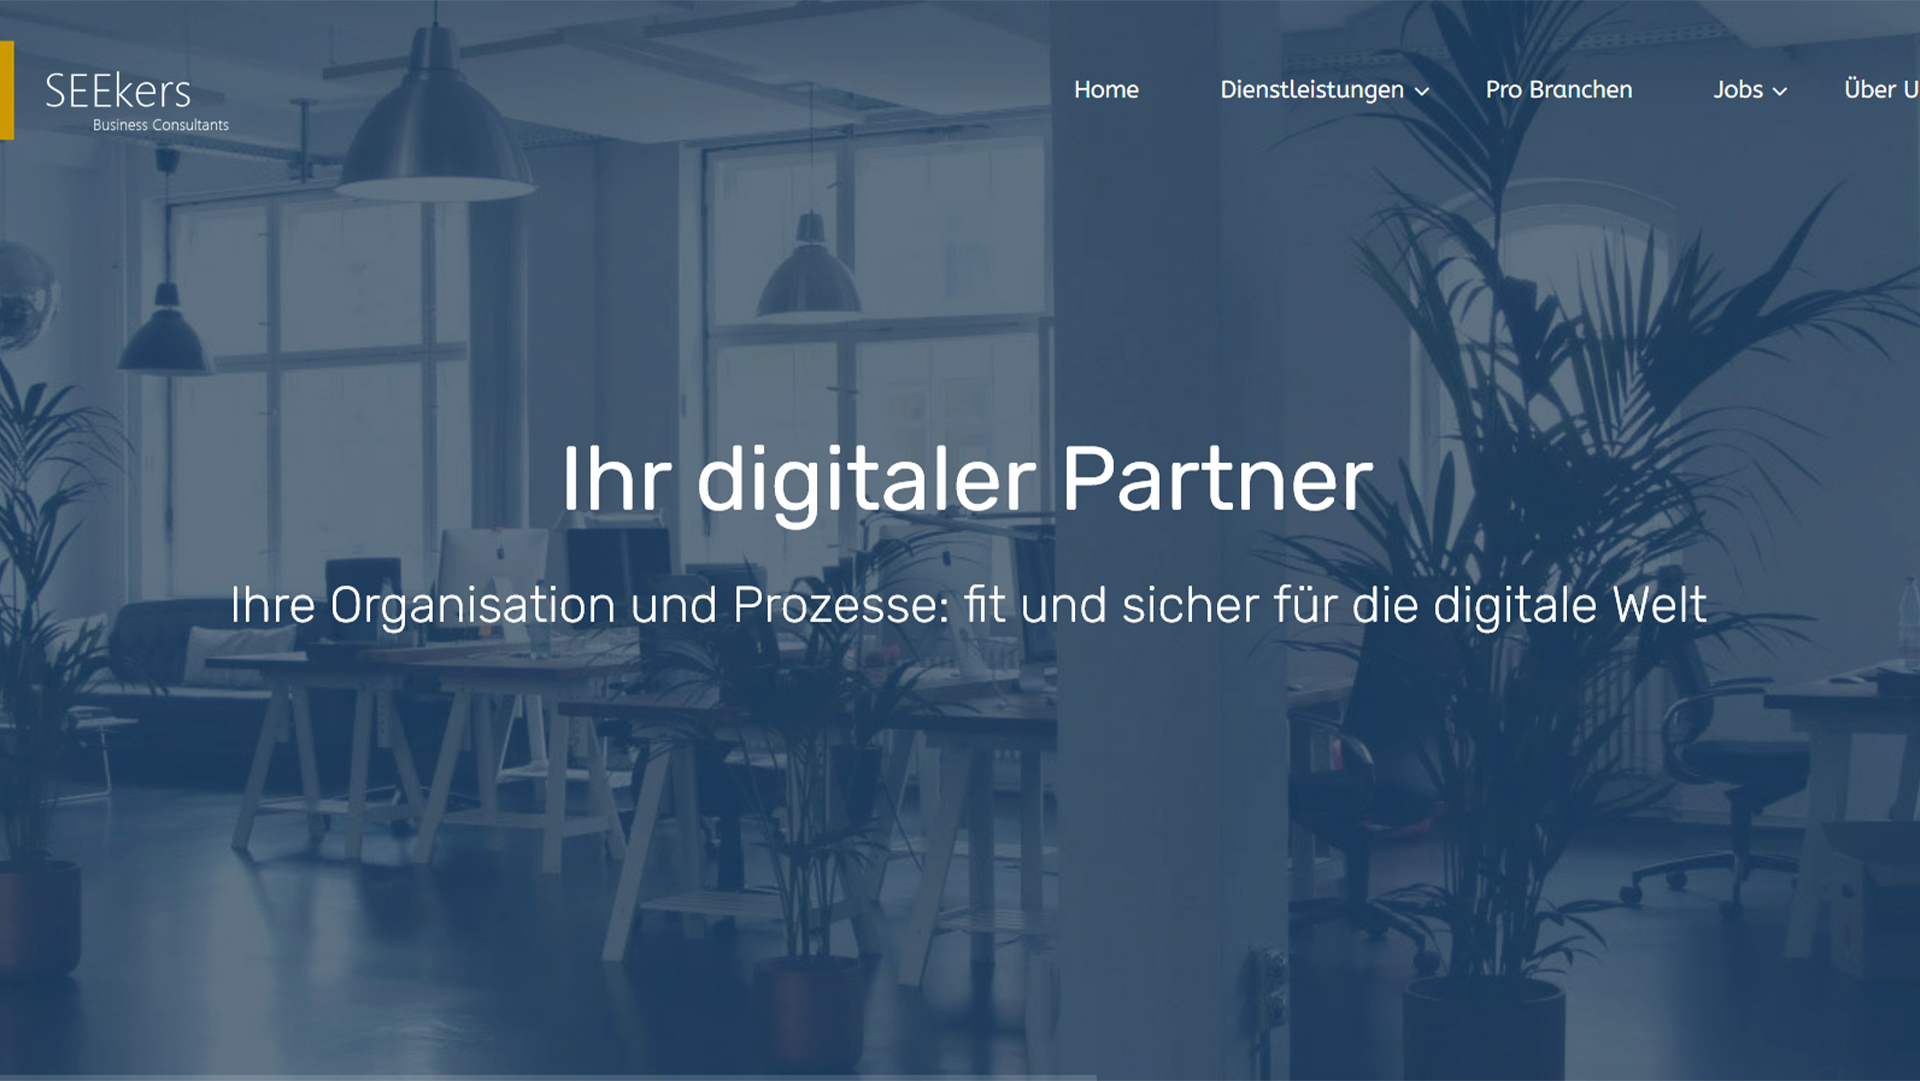 SEEkers
Business Consultants
Home
Dienstleistungen
Pro Branchen
Jobs
Über U
Ihr digitaler Partner
Ihre Organisation und Prozesse: fit und sicher für die digitale Welt